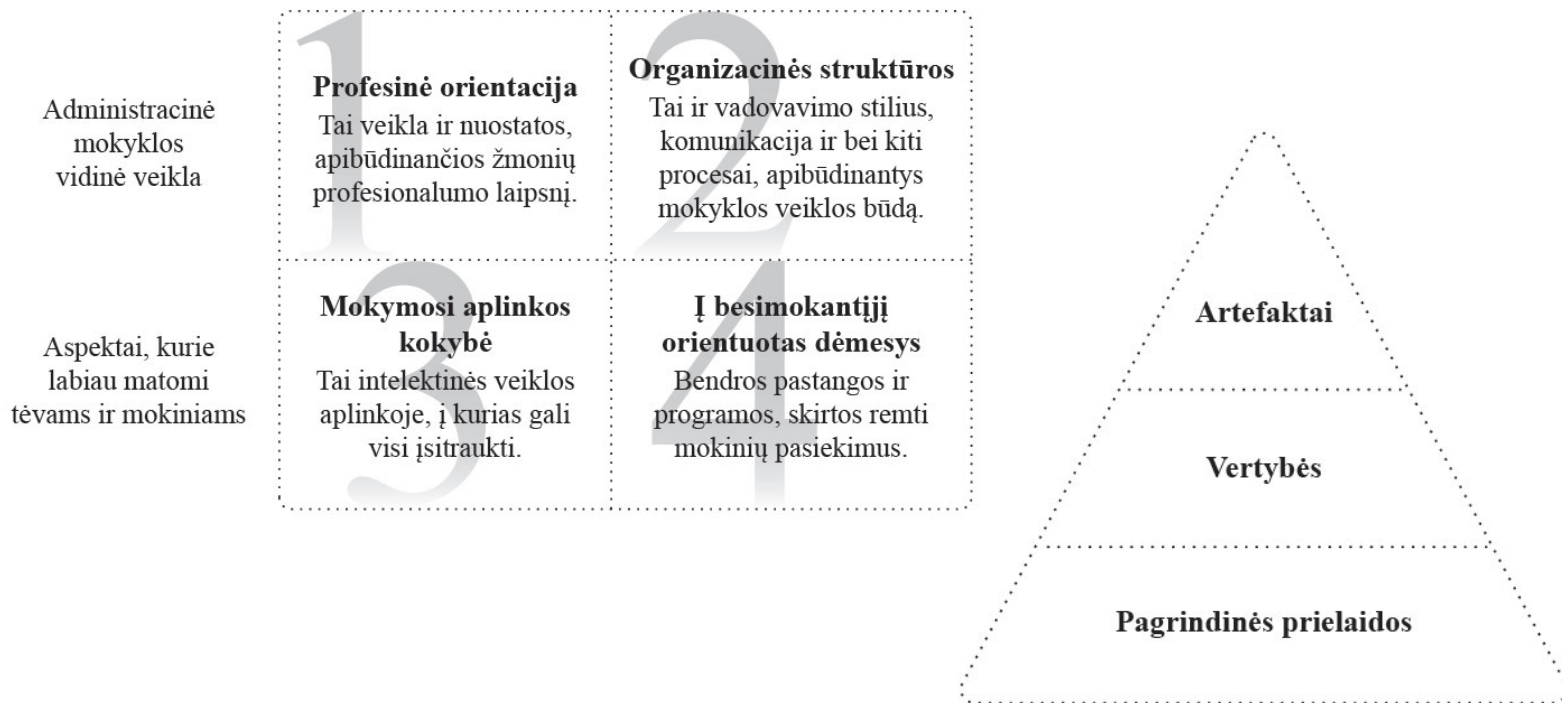 Administracinė
mokyklos
vidinė veikla
1
Profesinė orientacija
Tai veikla ir nuostatos,
apibūdinančios žmonių
profesionalumo laipsnį.
2
Organizacinės struktūros
Tai ir vadovavimo stilius,
komunikacija ir bei kiti
procesai, apibūdinantys
mokyklos veiklos būdą.
Aspektai, kurie
labiau matomi
tėvams ir mokiniams
3
Mokymosi aplinkos
kokybė
Tai intelektinės veiklos
aplinkoje, į kurias gali
visi įsitraukti.
4
Į besimokantįjį
orientuotas dėmesys
Bendros pastangos ir
programos, skirtos remti
mokinių pasiekimus.
Artefaktai
Vertybės
Pagrindinės prielaidos